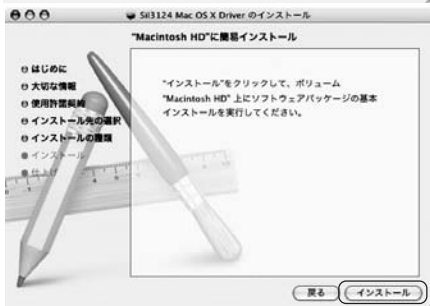 SiI3124 Mac OS X Driver のインストール
"Macintosh HD"に簡易インストール
はじめに
大切な情報
使用許諾契約
インストール先の選択
インストールの種類
インストール
仕上げ
"インストール"をクリックして、ボリューム
"Macintosh HD" 上にソフトウェアパッケージの基本
インストールを実行してください。
戻る
インストール